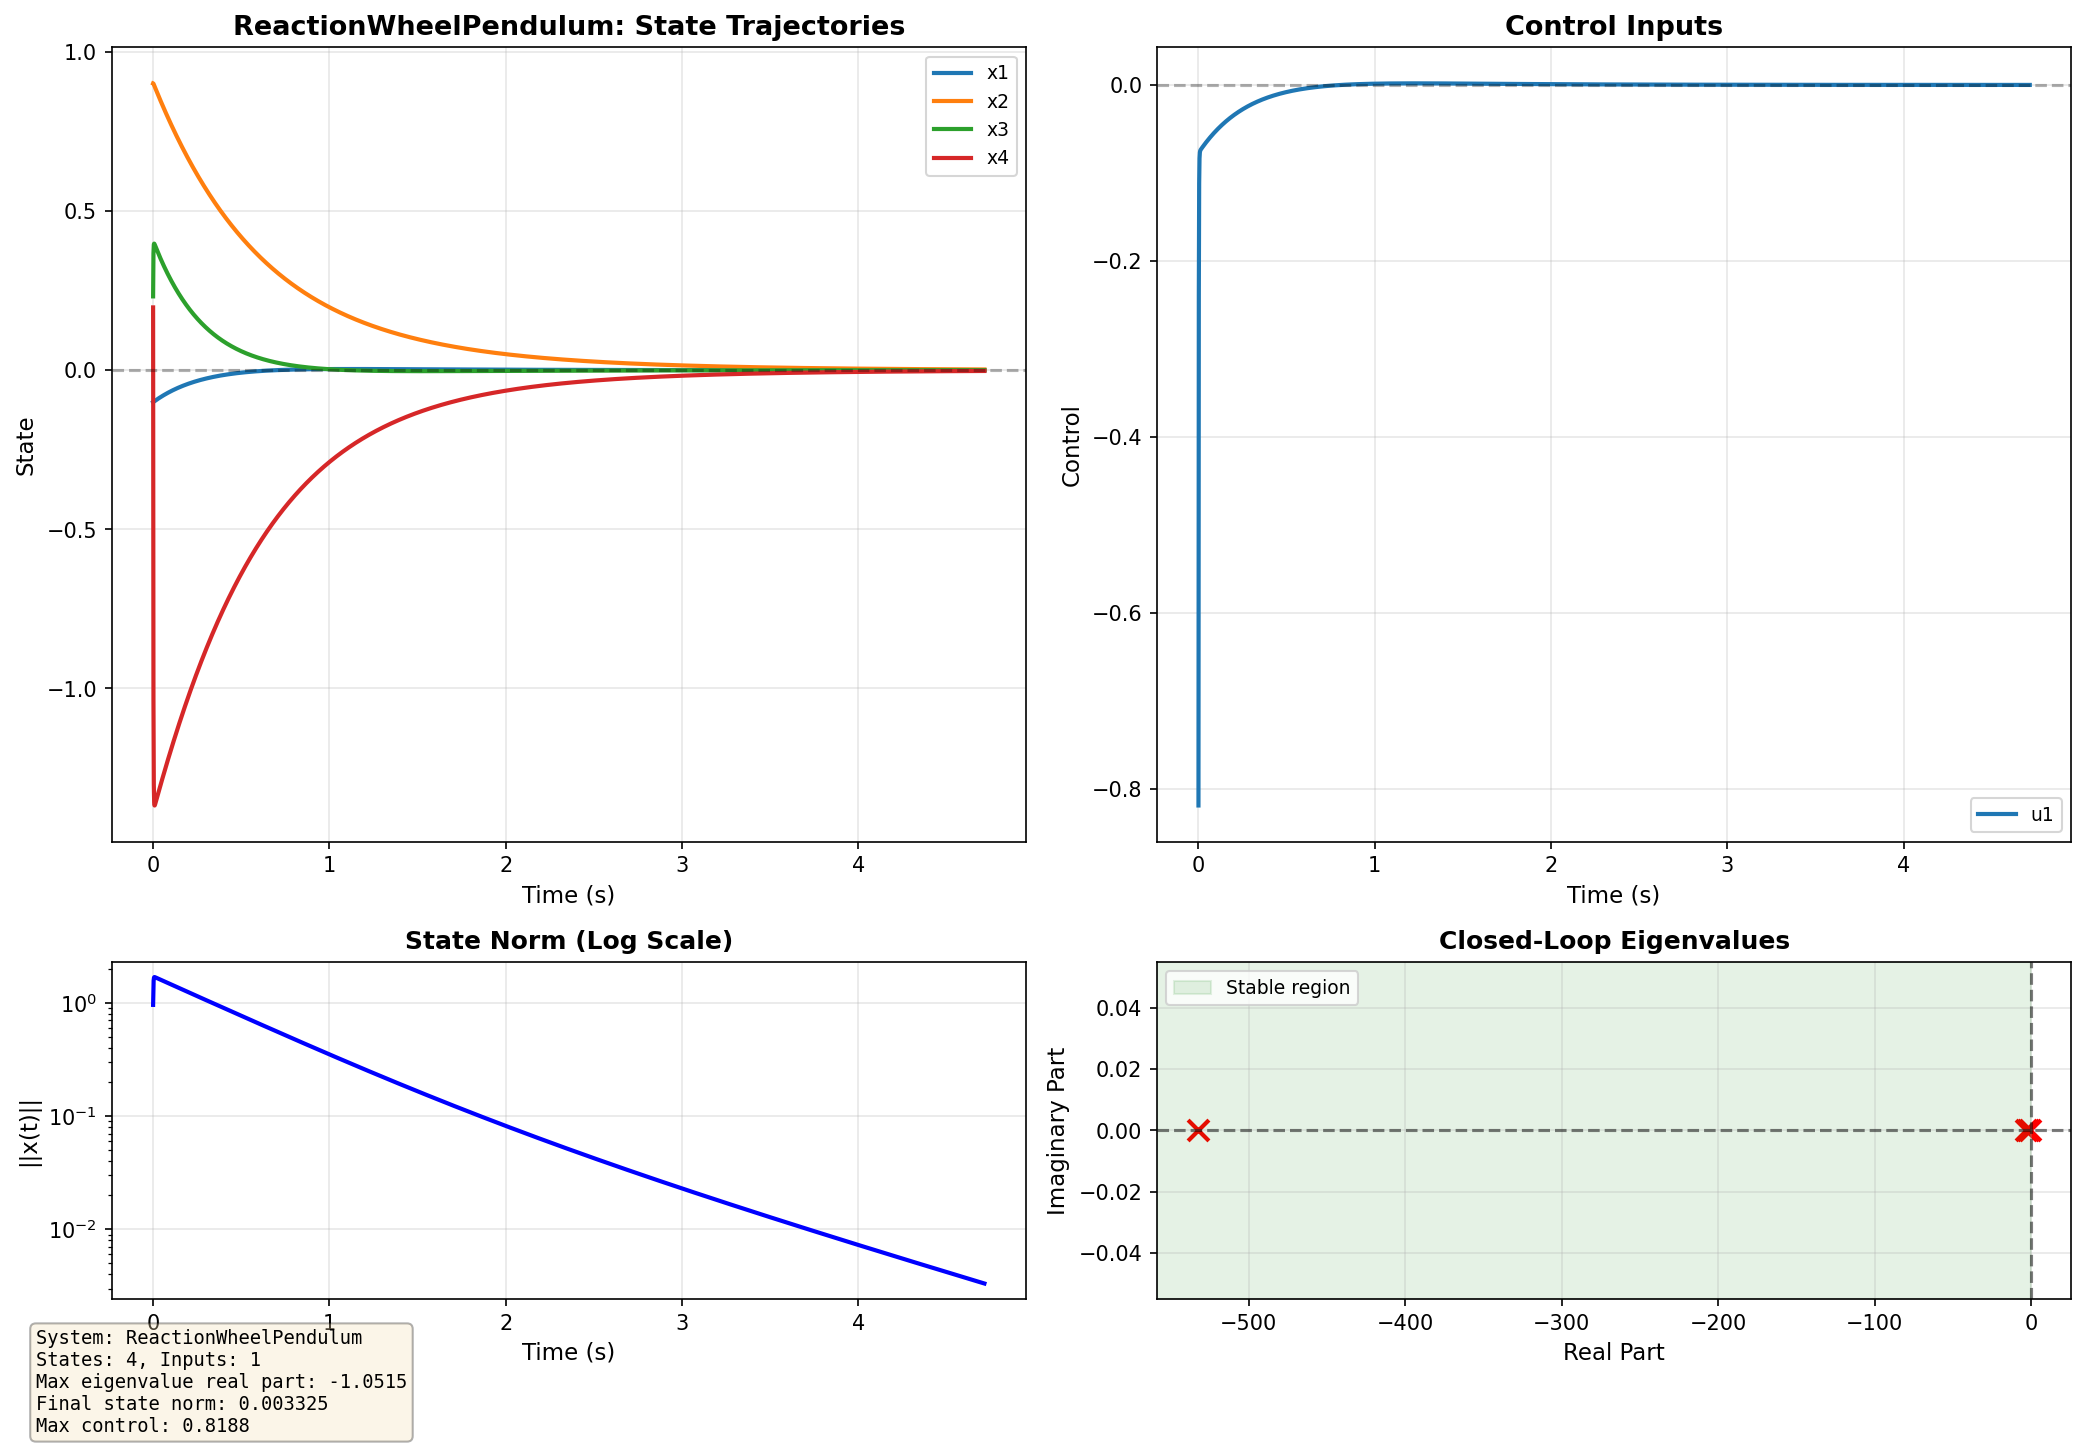 ReactionWheelPendulum: State Trajectories
1.0
0.5
0.0
−0.5
−1.0
State
x1
x2
x3
x4
0 1 2 3 4
Time (s)
Control Inputs
0.0
−0.2
−0.4
−0.6
−0.8
Control
u1
0 1 2 3 4
Time (s)
State Norm (Log Scale)
10⁰
10⁻¹
10⁻²
||x(t)||
0 1 2 3 4
Time (s)
Closed-Loop Eigenvalues
Stable region
0.04
0.02
0.00
−0.02
−0.04
Imaginary Part
−500 −400 −300 −200 −100 0
Real Part
System: ReactionWheelPendulum
States: 4, Inputs: 1
Max eigenvalue real part: -1.0515
Final state norm: 0.003325
Max control: 0.8188